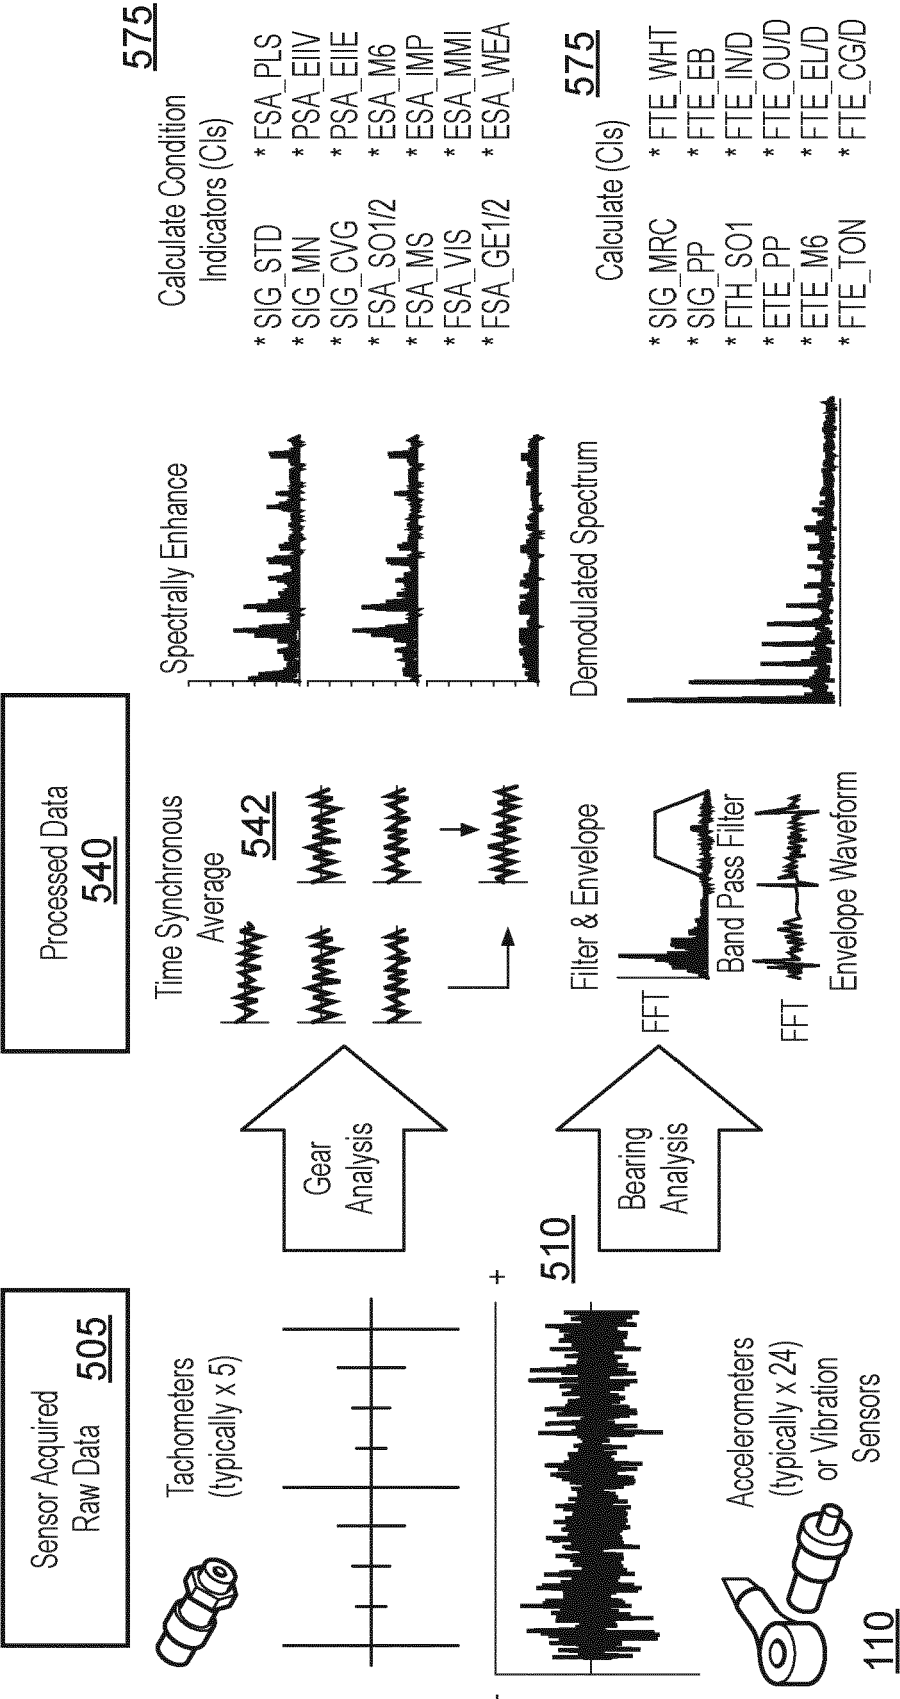 Sensor Acquired
Raw Data
505
Tachometers
(typically x 5)
+
-
510
Accelerometers
(typically x 24)
or Vibration
Sensors
110
Gear
Analysis
Bearing
Analysis
Processed Data
540
Time Synchronous
Average
542
Filter & Envelope
FFT
Band Pass Filter
FFT
Envelope Waveform
Spectrally Enhance
Demodulated Spectrum
575
Calculate Condition
Indicators (CIs)
* SIG_STD * FSA_PLS
* SIG_MN * PSA_EIIV
* SIG_CVG * PSA_EIIE
* FSA_SO1/2 * ESA_M6
* FSA_MS * ESA_IMP
* FSA_VIS * ESA_MMI
* FSA_GE1/2 * ESA_WEA
575
Calculate (CIs)
* SIG_MRC * FTE_WHT
* SIG_PP * FTE_EB
* FTH_SO1 * FTE_IN/D
* ETE_PP * FTE_OU/D
* ETE_M6 * FTE_EL/D
* FTE_TON * FTE_CG/D